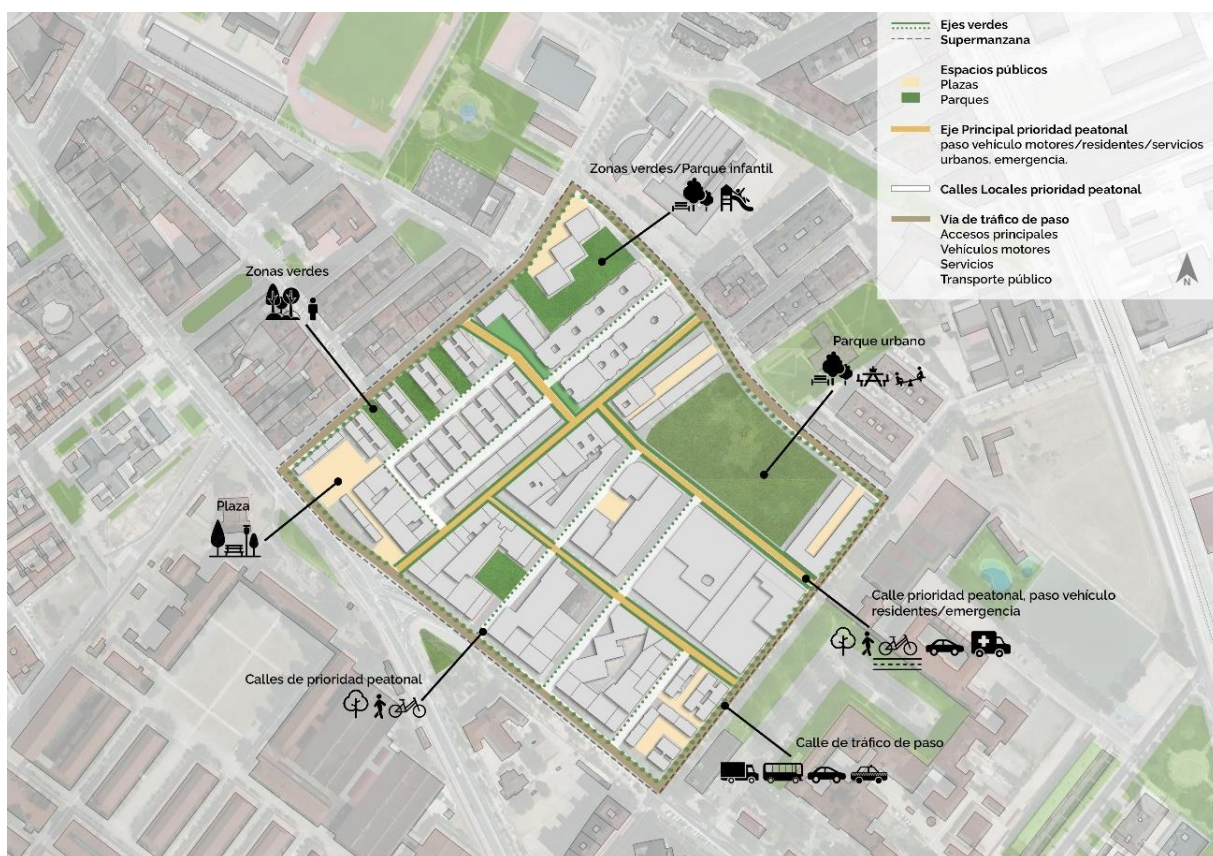 Ejes verdes
Supermanzana
Espacios públicos
Plazas
Parques
Eje Principal prioridad peatonal
paso vehículo motores/residentes/servicios
urbanos. emergencia.
Calles Locales prioridad peatonal
Via de tráfico de paso
Accesos principales
Vehículos motores
Servicios
Transporte público
N
Zonas verdes/Parque infantil
Zonas verdes
Parque urbano
Plaza
Calle prioridad peatonal, paso vehículo
residentes/emergencia
Calles de prioridad peatonal
Calle de tráfico de paso